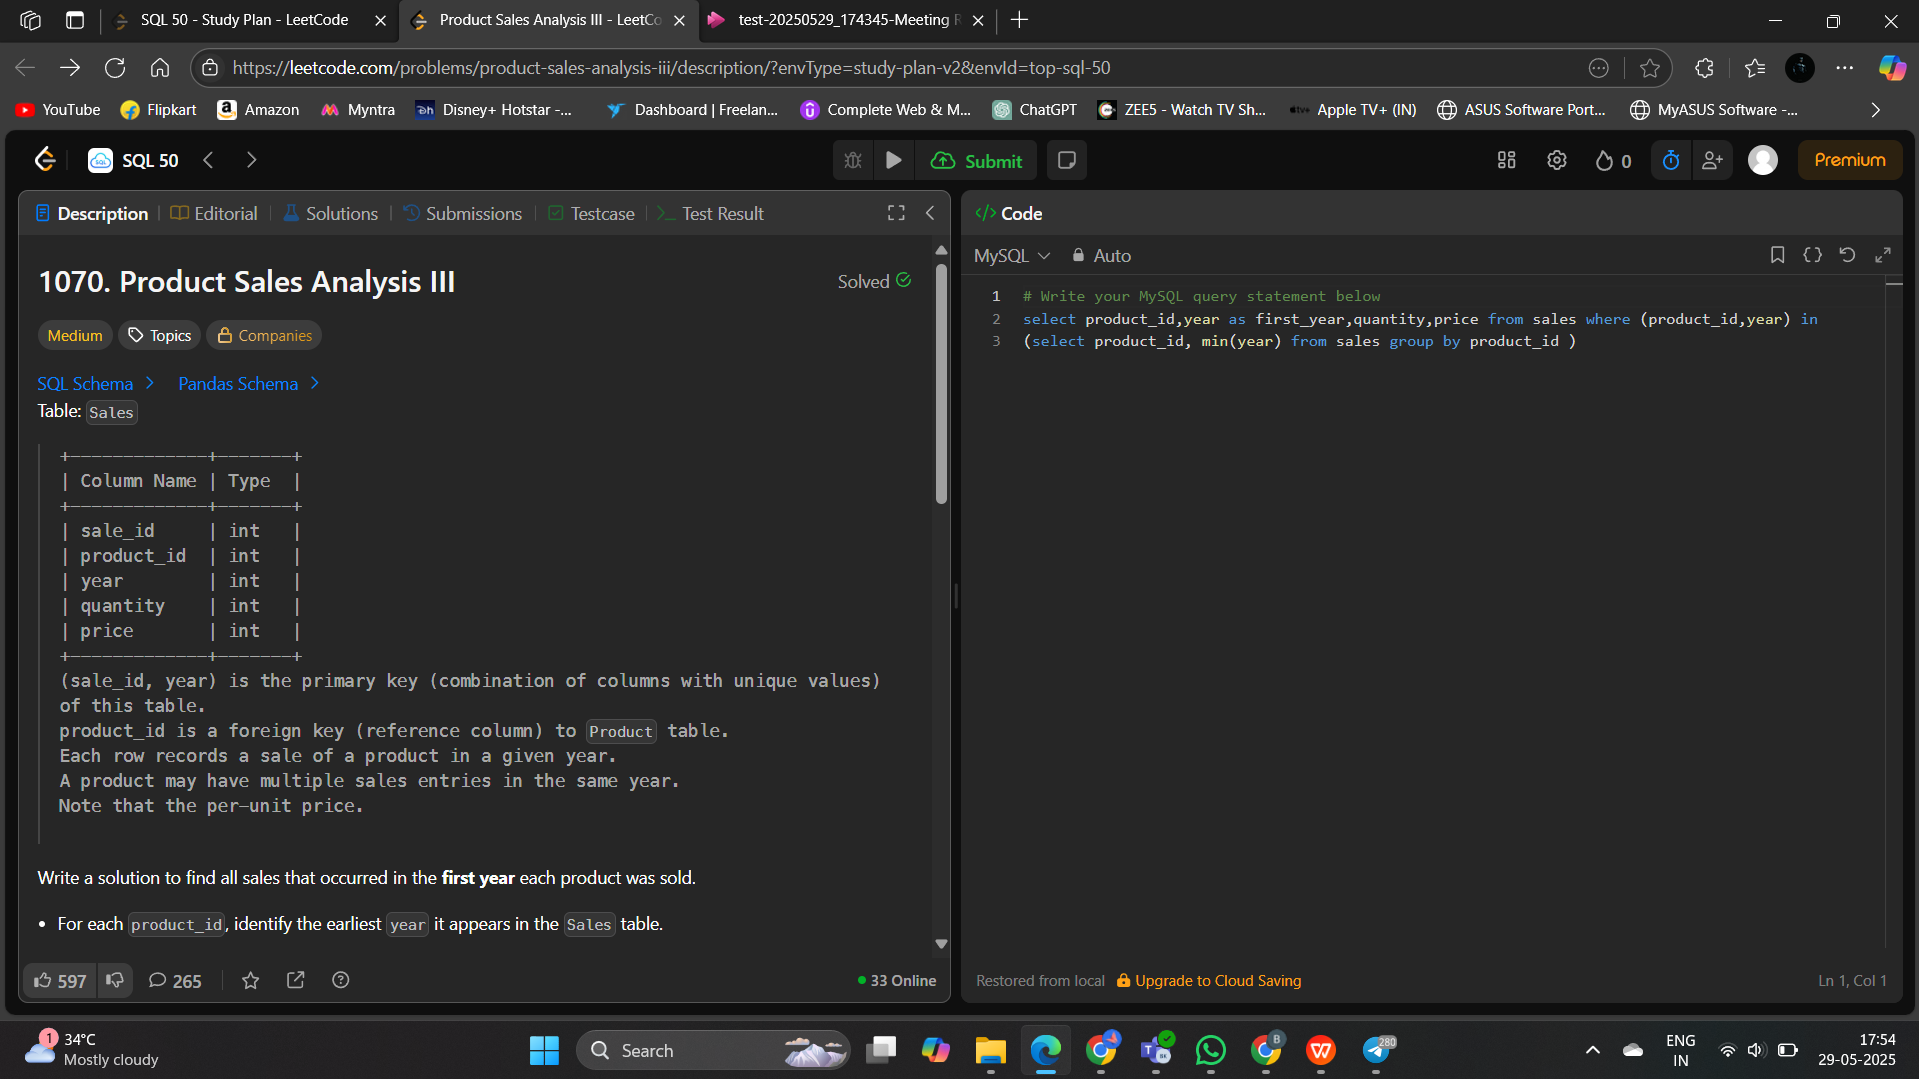 SQL 50 - Study Plan - LeetCode
Product Sales Analysis III - LeetCo
test-20250529_174345-Meeting R
https://leetcode.com/problems/product-sales-analysis-iii/description/?envType=study-plan-v2&envId=top-sql-50
YouTube
Flipkart
Amazon
Myntra
Disney+ Hotstar -...
Dashboard | Freelan...
Complete Web & M...
ChatGPT
ZEE5 - Watch TV Sh...
Apple TV+ (IN)
ASUS Software Port...
MyASUS Software -...
SQL 50
Submit
0
Premium
Description
Editorial
Solutions
Submissions
Testcase
Test Result
1070. Product Sales Analysis III
Solved
Medium
Topics
Companies
SQL Schema
Pandas Schema
Table: Sales
+-------------+-------+
| Column Name | Type  |
+-------------+-------+
| sale_id     | int   |
| product_id  | int   |
| year        | int   |
| quantity    | int   |
| price       | int   |
+-------------+-------+
(sale_id, year) is the primary key (combination of columns with unique values)
of this table.
product_id is a foreign key (reference column) to Product table.
Each row records a sale of a product in a given year.
A product may have multiple sales entries in the same year.
Note that the per-unit price.
Write a solution to find all sales that occurred in the first year each product was sold.
• For each product_id, identify the earliest year it appears in the Sales table.
597
265
33 Online
</> Code
MySQL
Auto
1 # Write your MySQL query statement below
2 select product_id,year as first_year,quantity,price from sales where (product_id,year) in
3 (select product_id, min(year) from sales group by product_id )
Restored from local
Upgrade to Cloud Saving
Ln 1, Col 1
1
34°C
Mostly cloudy
Search
280
ENG
IN
17:54
29-05-2025